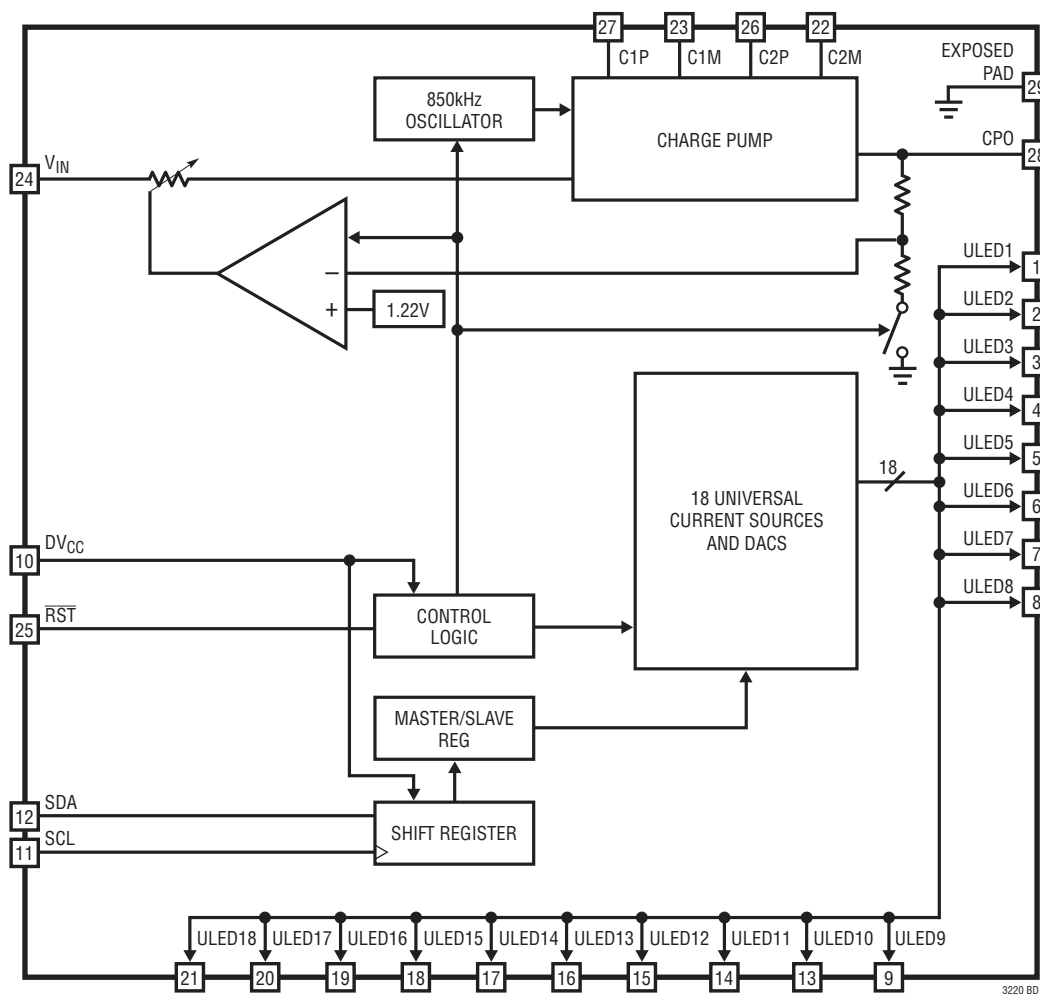 27
23
26
22
C1P
C1M
C2P
C2M
EXPOSED
PAD
29
850kHz
OSCILLATOR
CHARGE PUMP
CPO
28
24
VIN
–
+
1.22V
ULED1
1
ULED2
2
ULED3
3
ULED4
4
ULED5
5
ULED6
6
ULED7
7
ULED8
8
18
18 UNIVERSAL
CURRENT SOURCES
AND DACS
10
DVCC
25
RST
CONTROL
LOGIC
MASTER/SLAVE
REG
12
SDA
11
SCL
SHIFT REGISTER
ULED18
ULED17
ULED16
ULED15
ULED14
ULED13
ULED12
ULED11
ULED10
ULED9
21
20
19
18
17
16
15
14
13
9
3220 BD